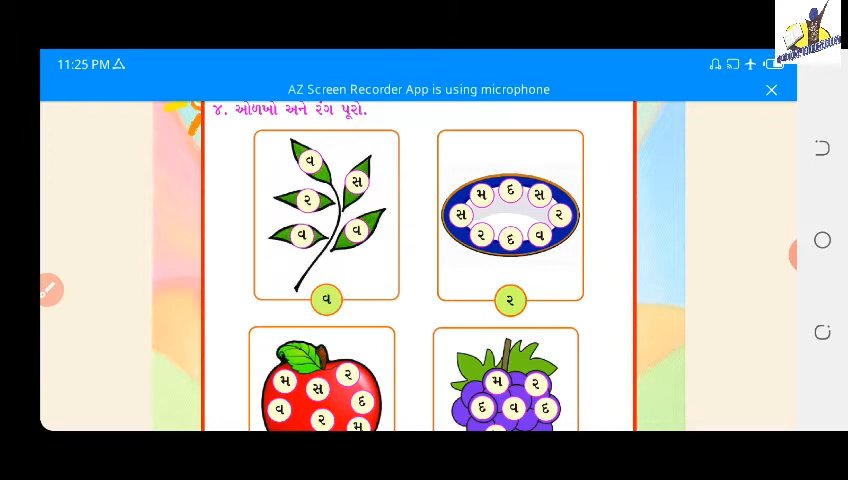 11:25 PM
AZ Screen Recorder App is using microphone
૪. ઓળખો અને રંગ પૂરો.
વ
સ
ર
વ
વ
વ
મ
દ
સ
સ
ર
ર
દ
વ
ર
મ
સ
ર
વ
ર
દ
મ
મ
ર
દ
વ
દ